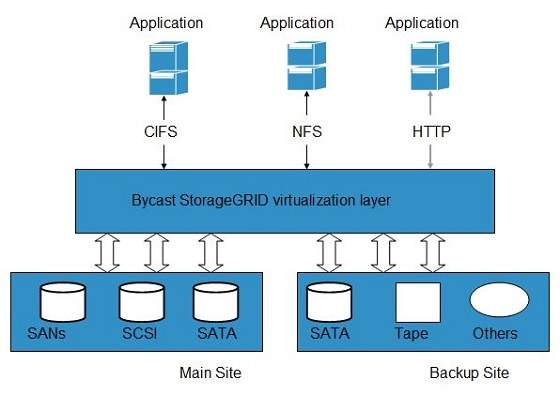 Application Application Application
CIFS NFS HTTP
Bycast StorageGRID virtualization layer
SANs SCSI SATA SATA Tape Others
Main Site Backup Site